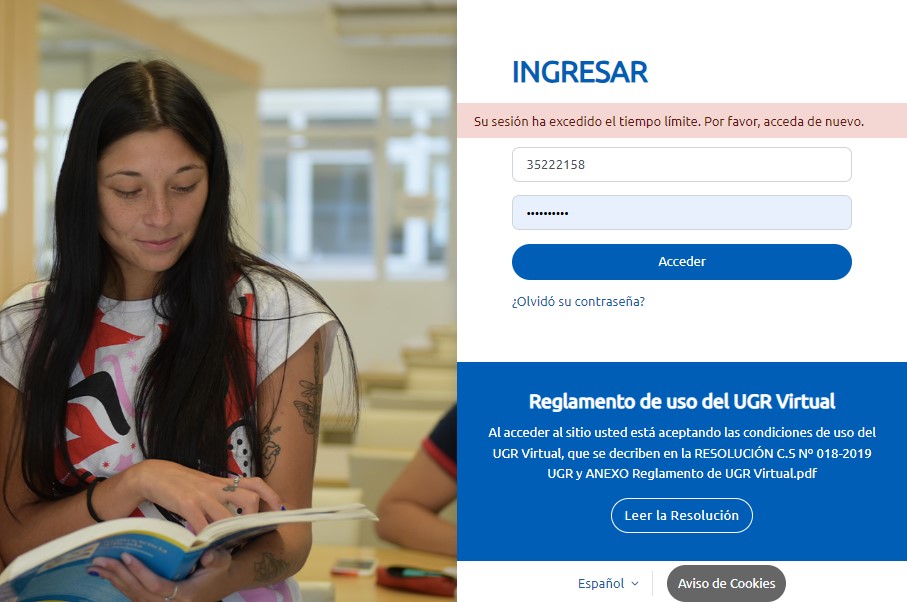 INGRESAR
Su sesión ha excedido el tiempo límite. Por favor, acceda de nuevo.
35222158
••••••••••
Acceder
¿Olvidó su contraseña?
Reglamento de uso del UGR Virtual
Al acceder al sitio usted está aceptando las condiciones de uso del
UGR Virtual, que se decriben en la RESOLUCIÓN C.S Nº 018-2019
UGR y ANEXO Reglamento de UGR Virtual.pdf
Leer la Resolución
Español
Aviso de Cookies